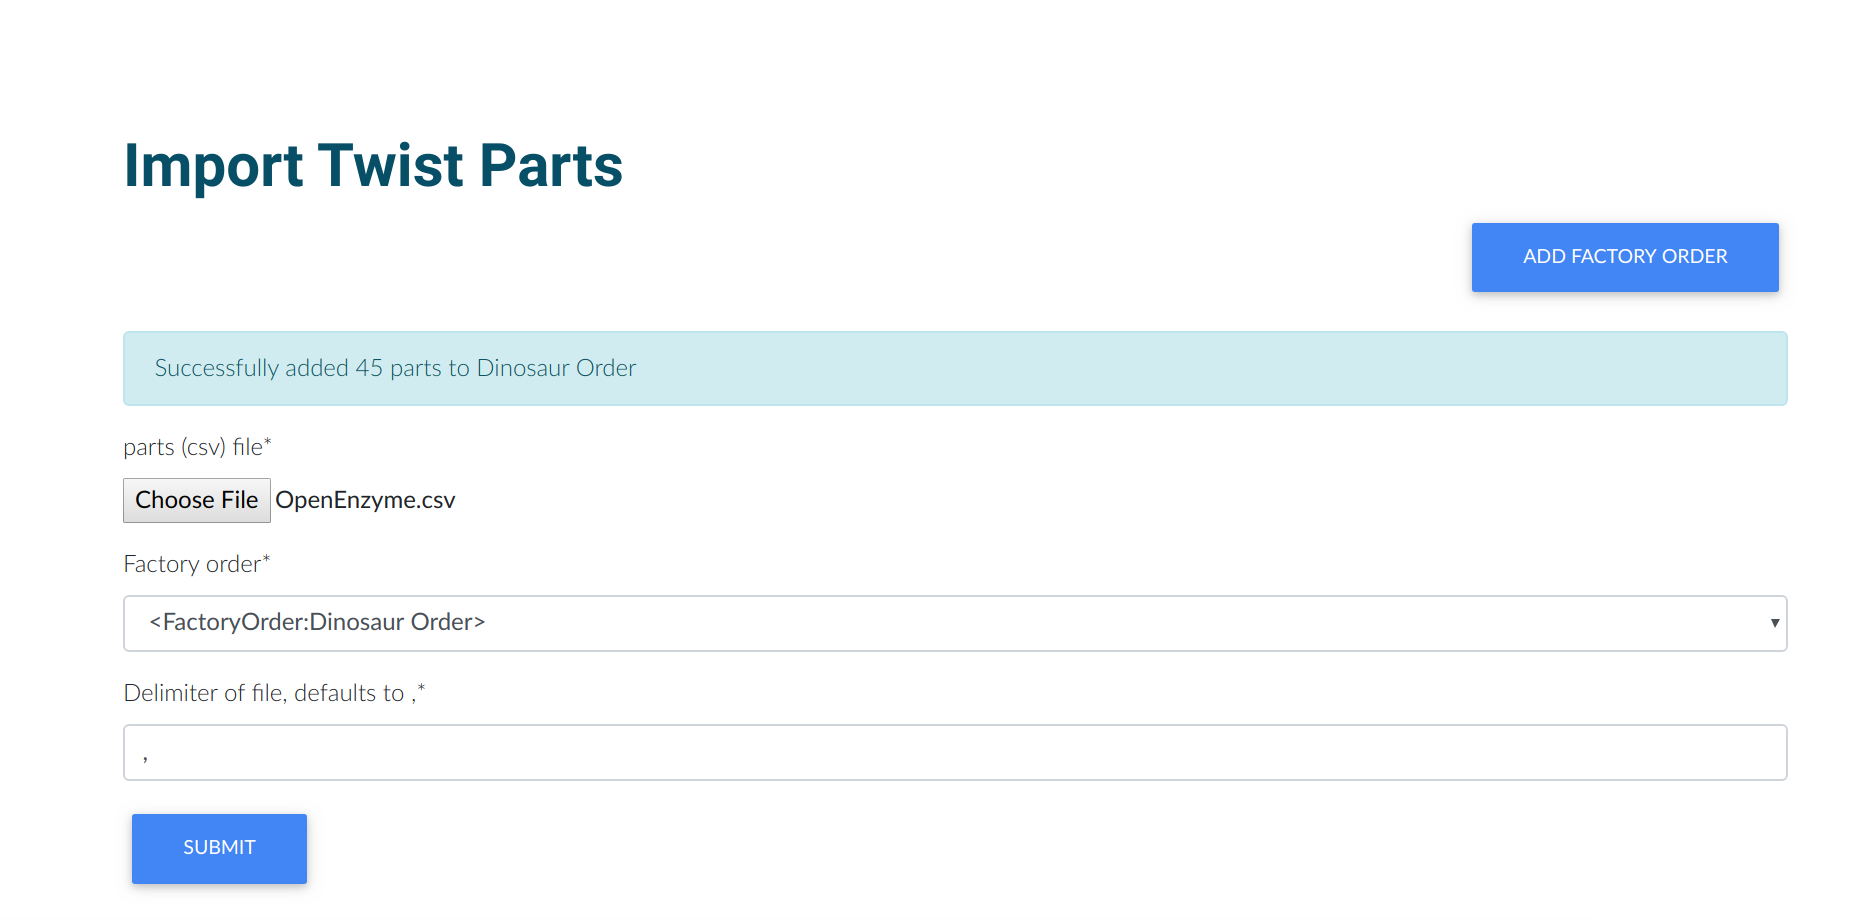 Import Twist Parts
ADD FACTORY ORDER
Successfully added 45 parts to Dinosaur Order
parts (csv) file*
Choose File OpenEnzyme.csv
Factory order*
<FactoryOrder:Dinosaur Order>
Delimiter of file, defaults to ,*
,
SUBMIT